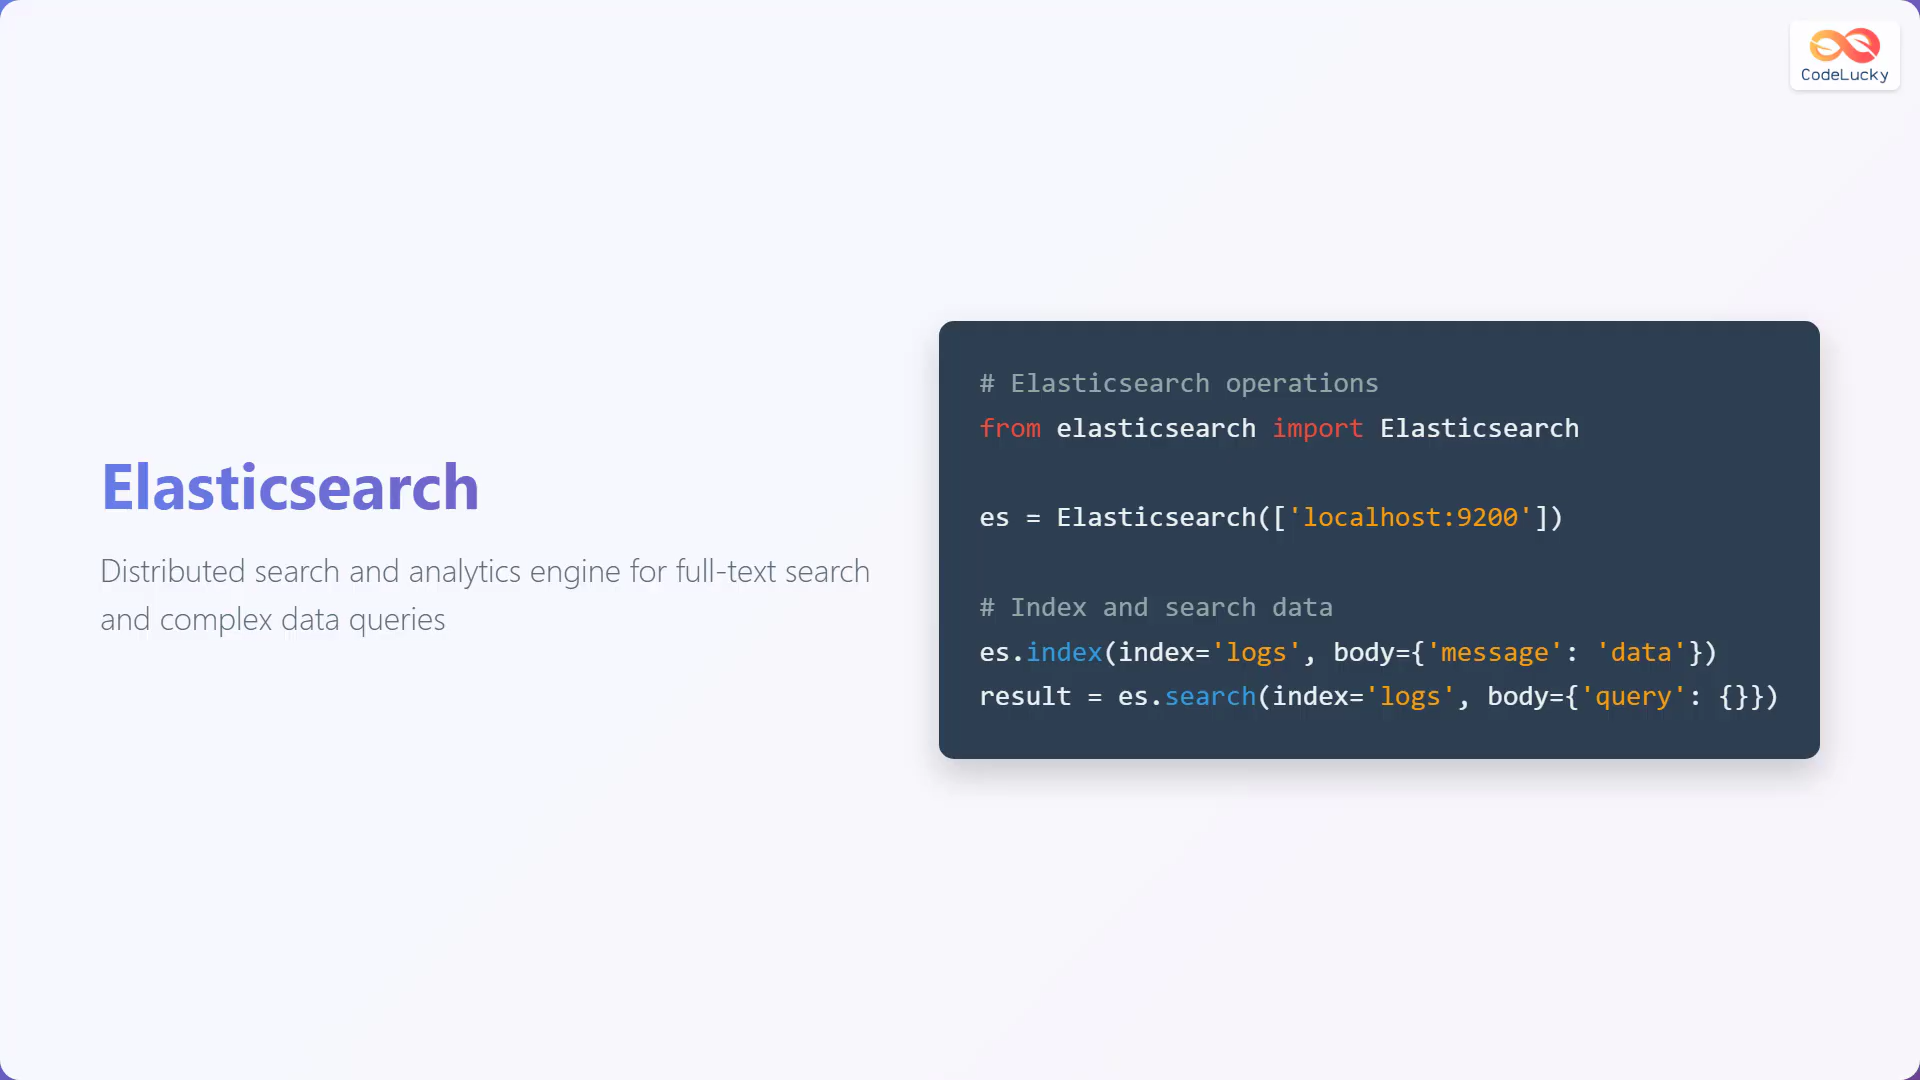 CodeLucky
Elasticsearch
Distributed search and analytics engine for full-text search
and complex data queries
# Elasticsearch operations
from elasticsearch import Elasticsearch
es = Elasticsearch(['localhost:9200'])
# Index and search data
es.index(index='logs', body={'message': 'data'})
result = es.search(index='logs', body={'query': {}})